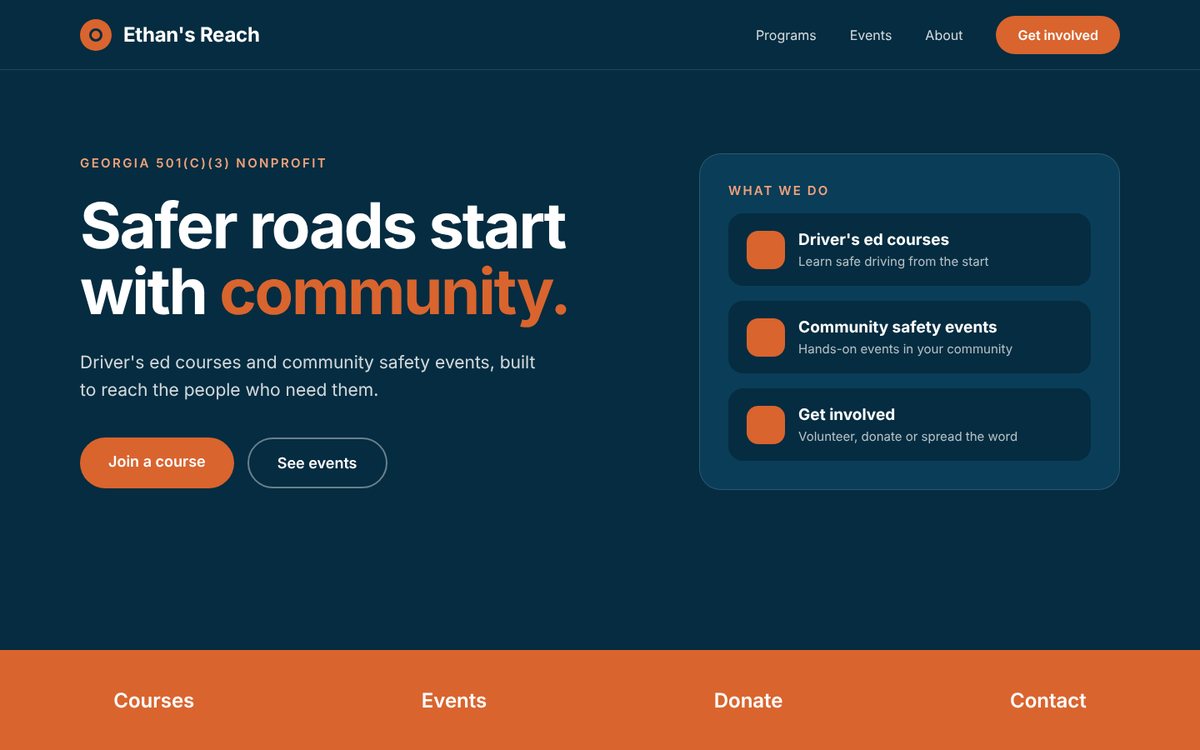 Ethan's Reach
Programs
Events
About
Get involved
GEORGIA 501(C)(3) NONPROFIT
Safer roads start
with community.
Driver's ed courses and community safety events, built
to reach the people who need them.
Join a course
See events
WHAT WE DO
Driver's ed courses
Learn safe driving from the start
Community safety events
Hands-on events in your community
Get involved
Volunteer, donate or spread the word
Courses
Events
Donate
Contact